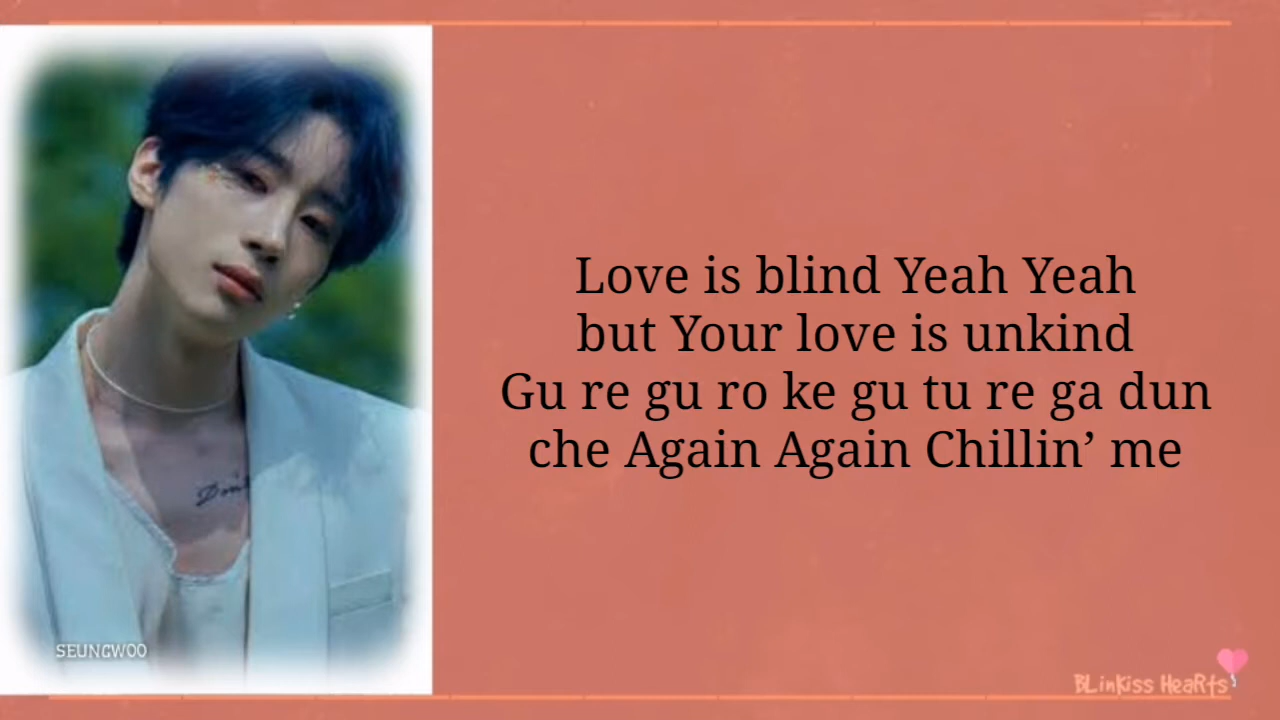 Love is blind Yeah Yeah
but Your love is unkind
Gu re gu ro ke gu tu re ga dun
che Again Again Chillin’ me
Don't
SEUNGWOO
BLinKiss HeaRts